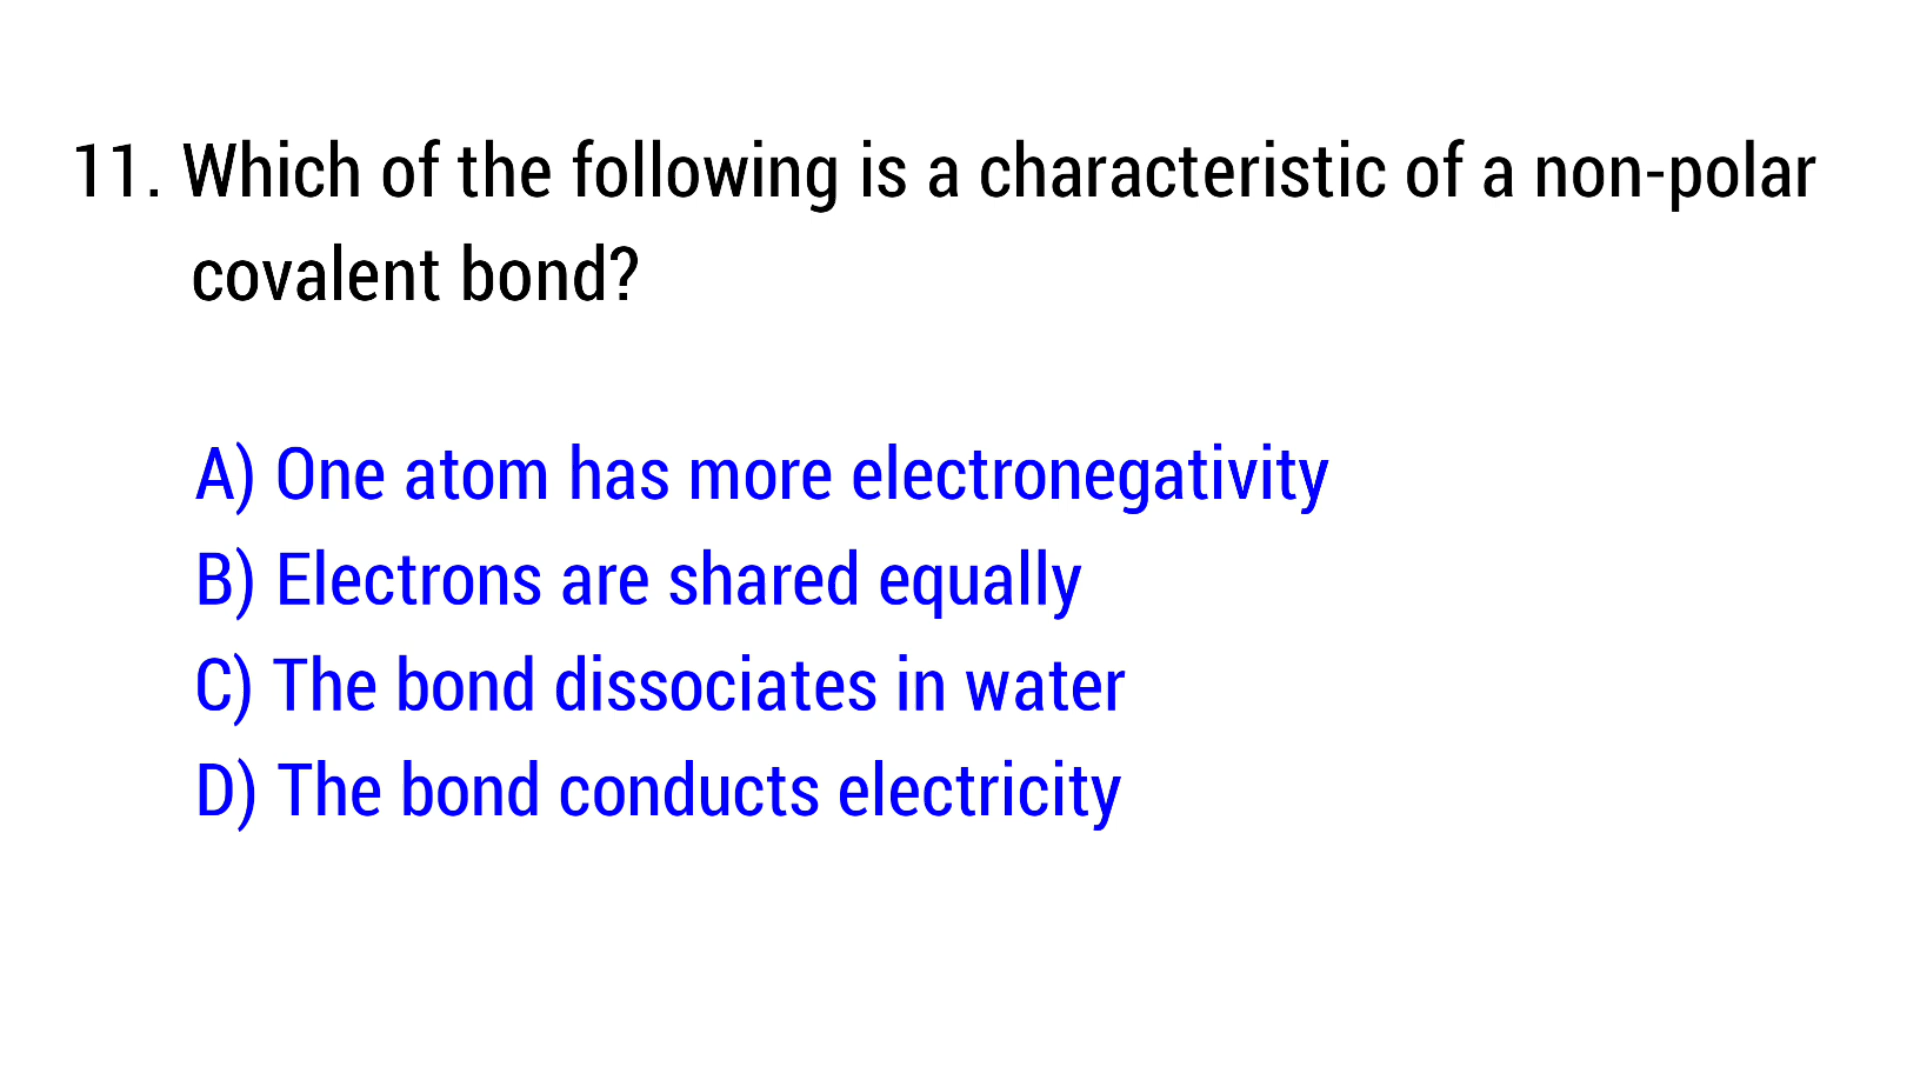 11. Which of the following is a characteristic of a non-polar
covalent bond?
A) One atom has more electronegativity
B) Electrons are shared equally
C) The bond dissociates in water
D) The bond conducts electricity